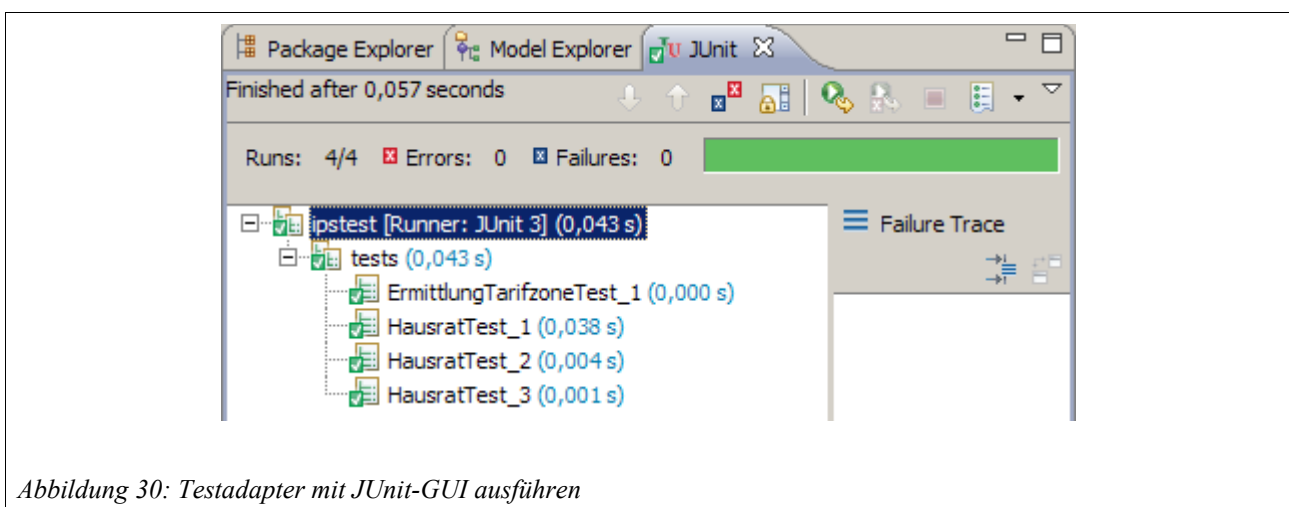 Package Explorer Model Explorer JUnit
Finished after 0,057 seconds
Runs: 4/4 Errors: 0 Failures: 0
ipstest [Runner: JUnit 3] (0,043 s)
Failure Trace
tests (0,043 s)
ErmittlungTarifzoneTest_1 (0,000 s)
HausratTest_1 (0,038 s)
HausratTest_2 (0,004 s)
HausratTest_3 (0,001 s)
Abbildung 30: Testadapter mit JUnit-GUI ausführen